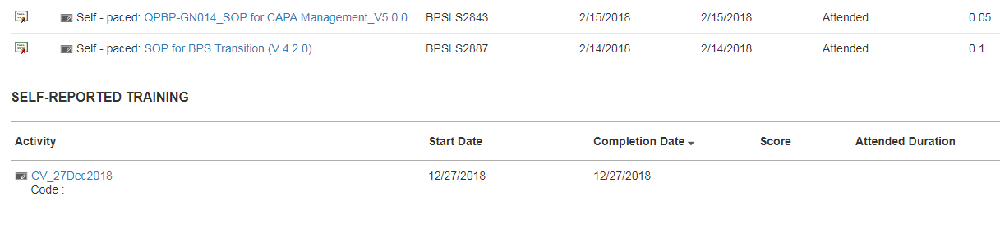 Self - paced: QPBP-GN014_SOP for CAPA Management_V5.0.0 BPSLS2843 2/15/2018 2/15/2018 Attended 0.05
Self - paced: SOP for BPS Transition (V 4.2.0) BPSLS2887 2/14/2018 2/14/2018 Attended 0.1
SELF-REPORTED TRAINING
Activity Start Date Completion Date Score Attended Duration
CV_27Dec2018 12/27/2018 12/27/2018
Code :